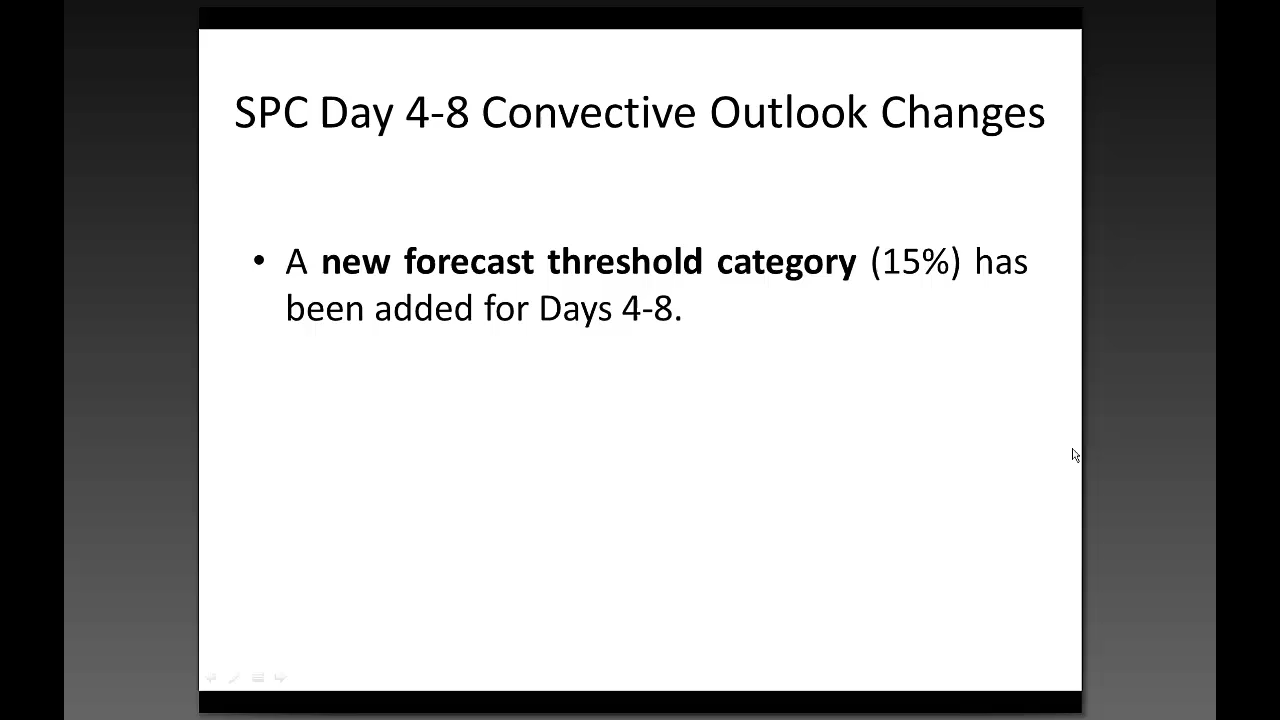 SPC Day 4-8 Convective Outlook Changes
• A new forecast threshold category (15%) has
been added for Days 4-8.